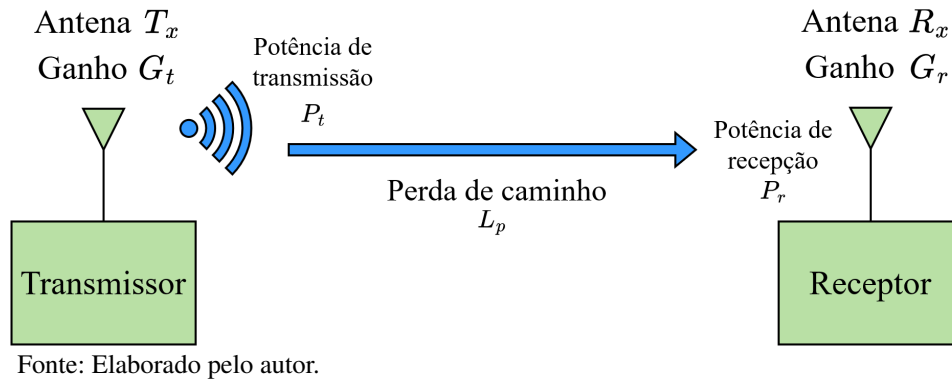 Antena T_x
Ganho G_t
Potência de
transmissão
P_t
Antena R_x
Ganho G_r
Potência de
recepção
P_r
Perda de caminho
L_p
Transmissor
Receptor
Fonte: Elaborado pelo autor.